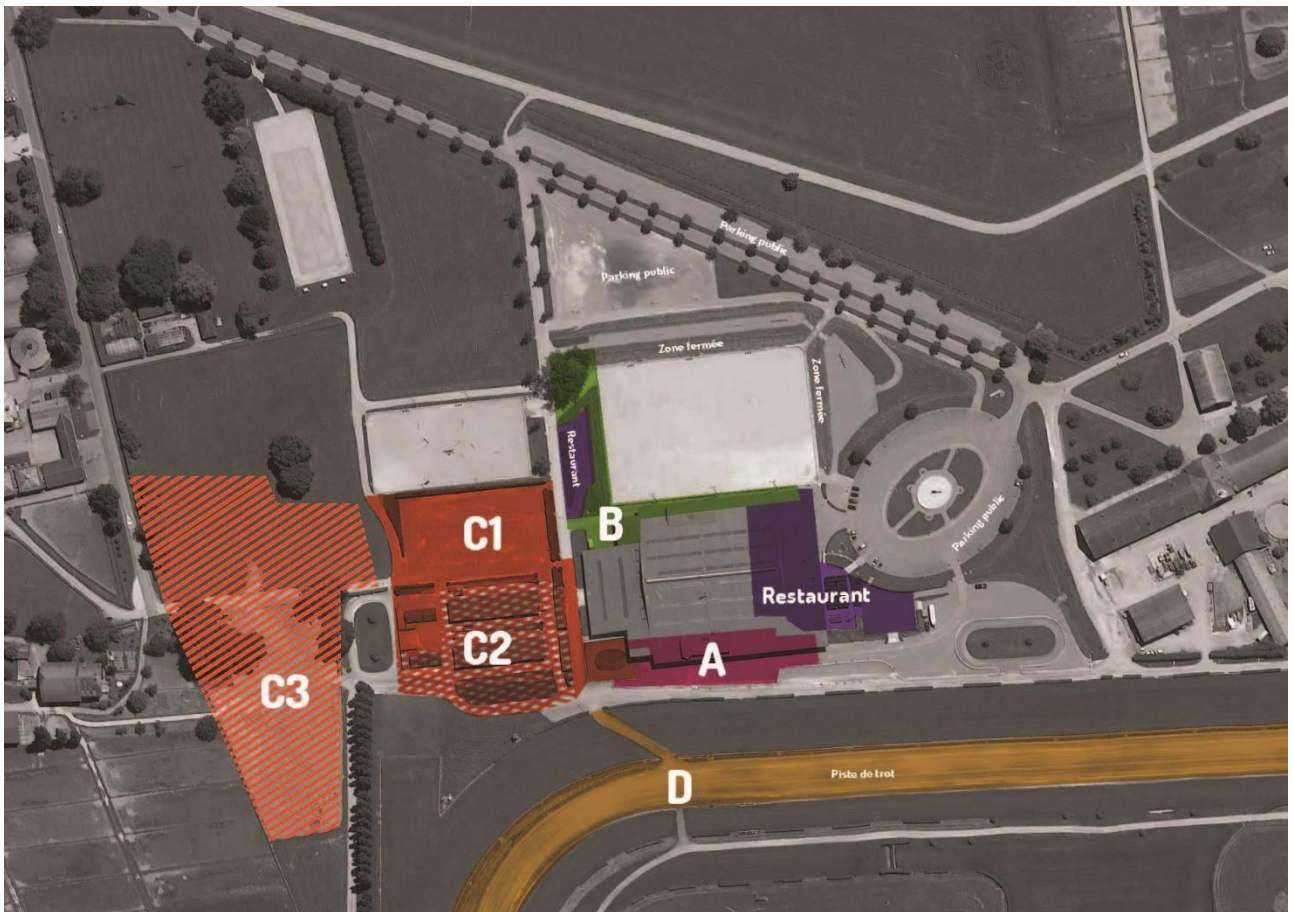 Parking public
Parking public
Zone fermée
Zone fermée
Restaurant
Parking public
C1
B
Restaurant
C2
A
C3
D
Piste de trot